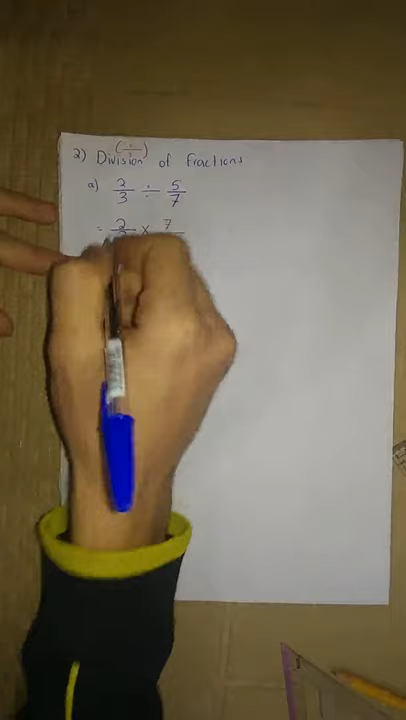 (÷)
2) Division of Fractions
a) 2/3 ÷ 5/7
= 2/3 × 7